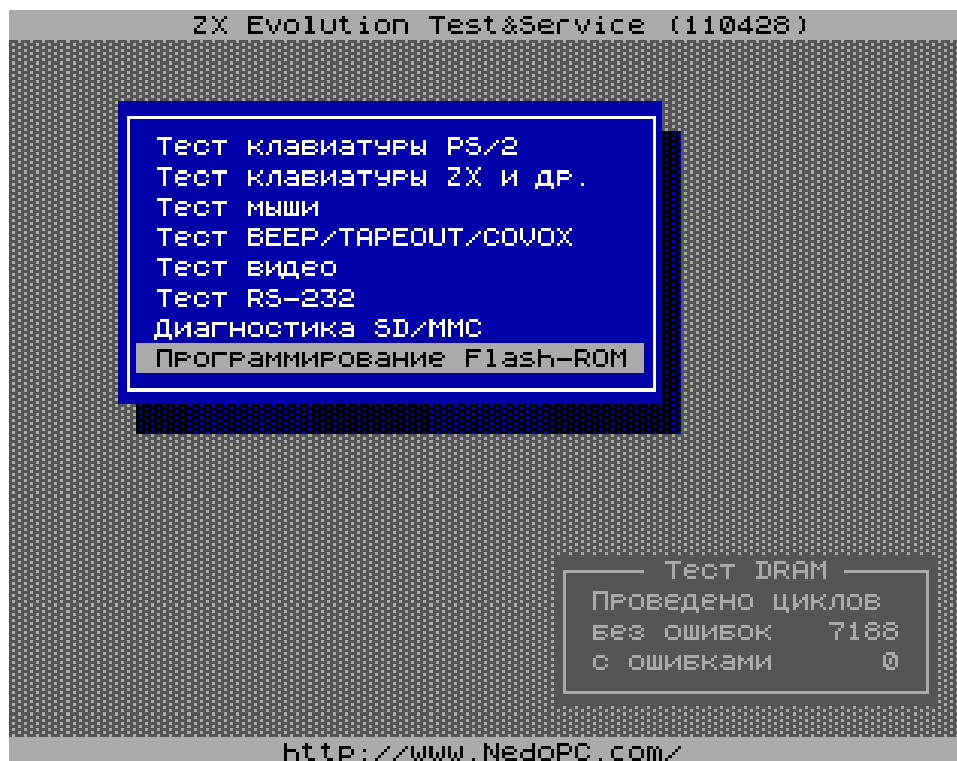 ZX Evolution Test&Service (110428)
Тест клавиатуры PS/2
Тест клавиатуры ZX и др.
Тест мыши
Тест BEEP/TAPEOUT/COVOX
Тест видео
Тест RS-232
Диагностика SD/MMC
Программирование Flash-ROM
Тест DRAM
Проведено циклов
без ошибок 7188
с ошибками 0
http://www.NedoPC.com/